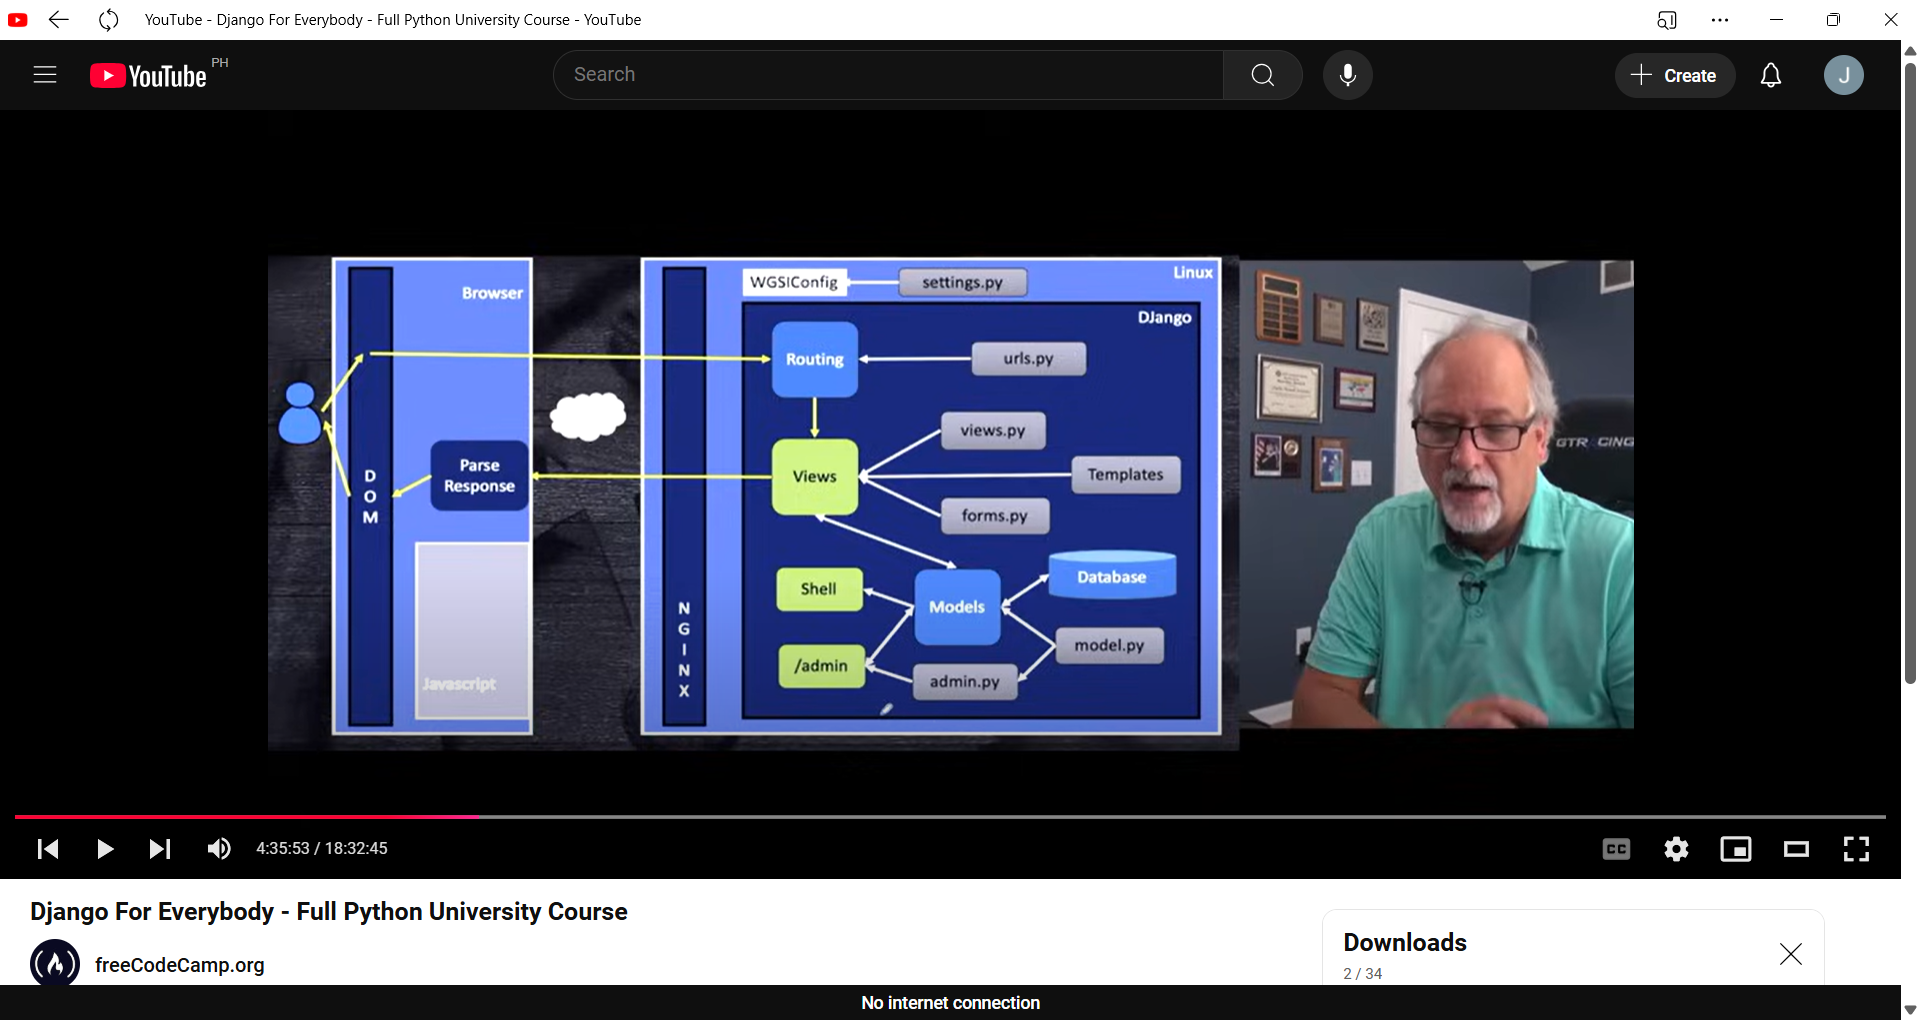 YouTube - Django For Everybody - Full Python University Course - YouTube
YouTube PH
Search
Create
J
Browser
DOM
Parse
Response
Javascript
Linux
WGSIConfig
settings.py
DJango
Routing
urls.py
views.py
Views
Templates
forms.py
NGINX
Shell
Models
Database
/admin
admin.py
model.py
GTR CING
4:35:53 / 18:32:45
CC
Django For Everybody - Full Python University Course
freeCodeCamp.org
Downloads
2 / 34
No internet connection